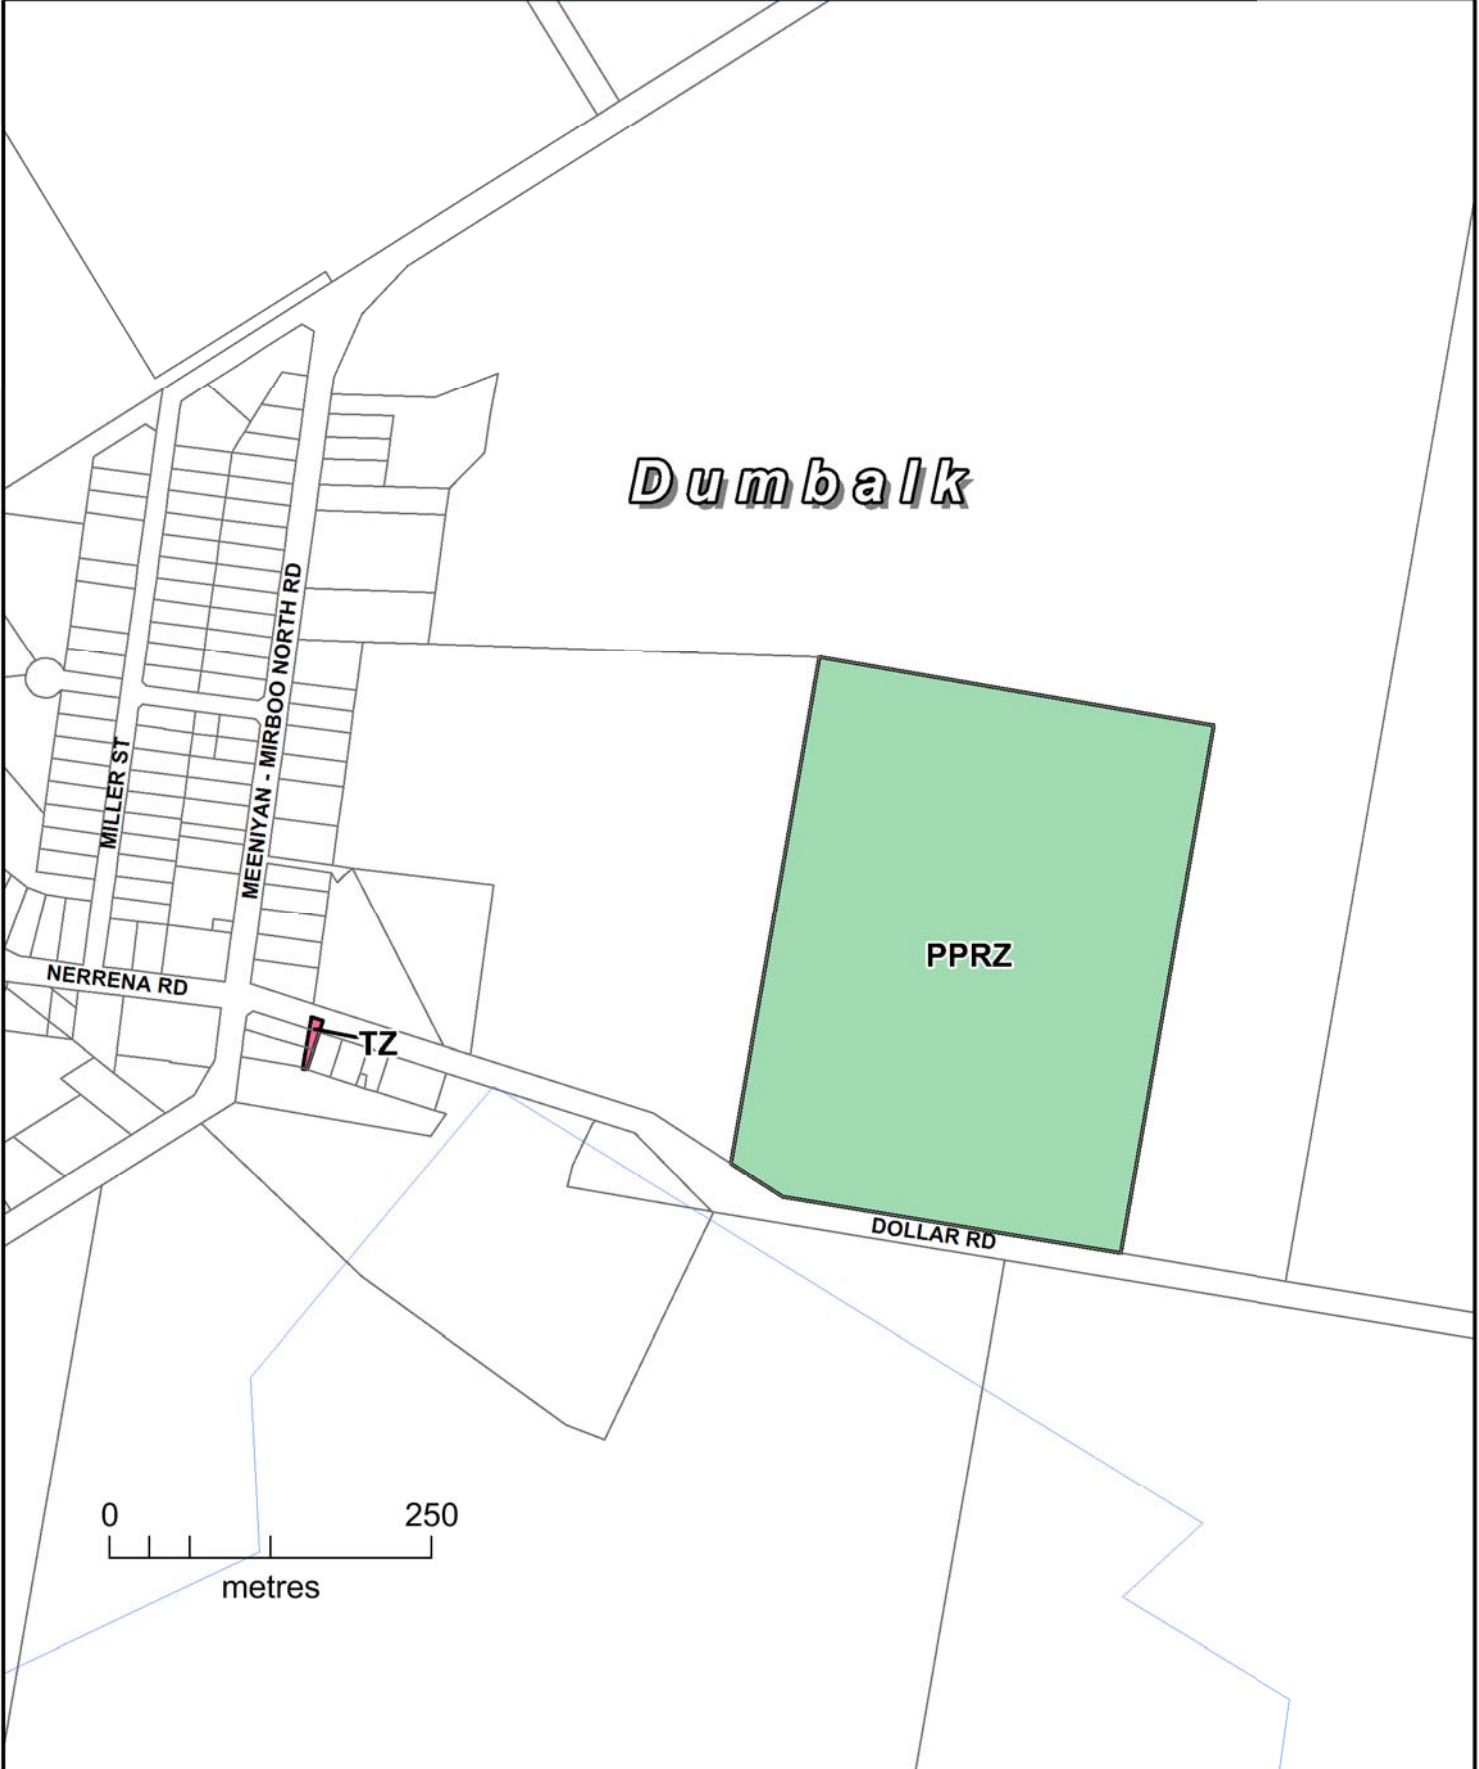 Dumbalk
MEENIYAN - MIRBOO NORTH RD
MILLER ST
PPRZ
NERRENA RD
TZ
DOLLAR RD
0 250
metres